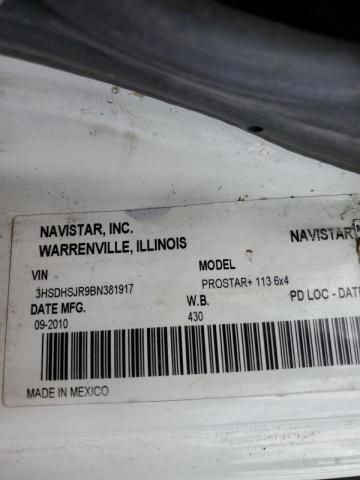 NAVISTAR, INC.
WARRENVILLE, ILLINOIS
NAVISTAR
VIN
MODEL
3HSDHSJR9BN381917
PROSTAR+ 113 6x4
DATE MFG.
W.B.
PD LOC - DATE
09-2010
430
MADE IN MEXICO